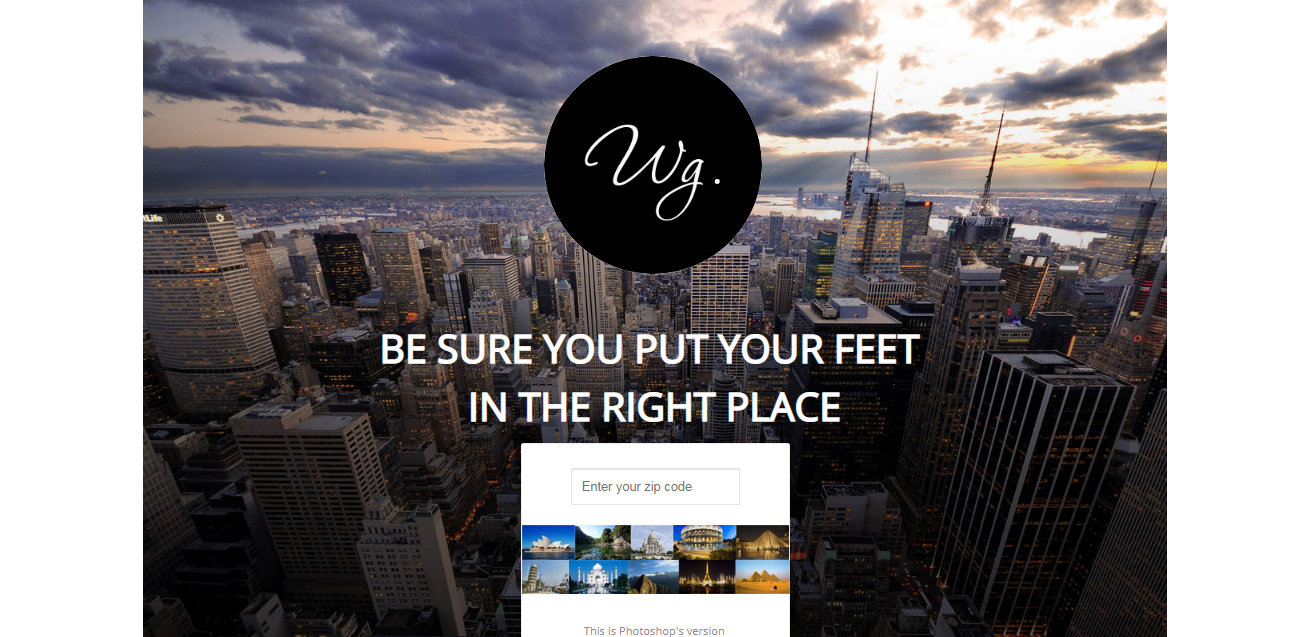 Wg.
BE SURE YOU PUT YOUR FEET
IN THE RIGHT PLACE
Enter your zip code
This is Photoshop's version